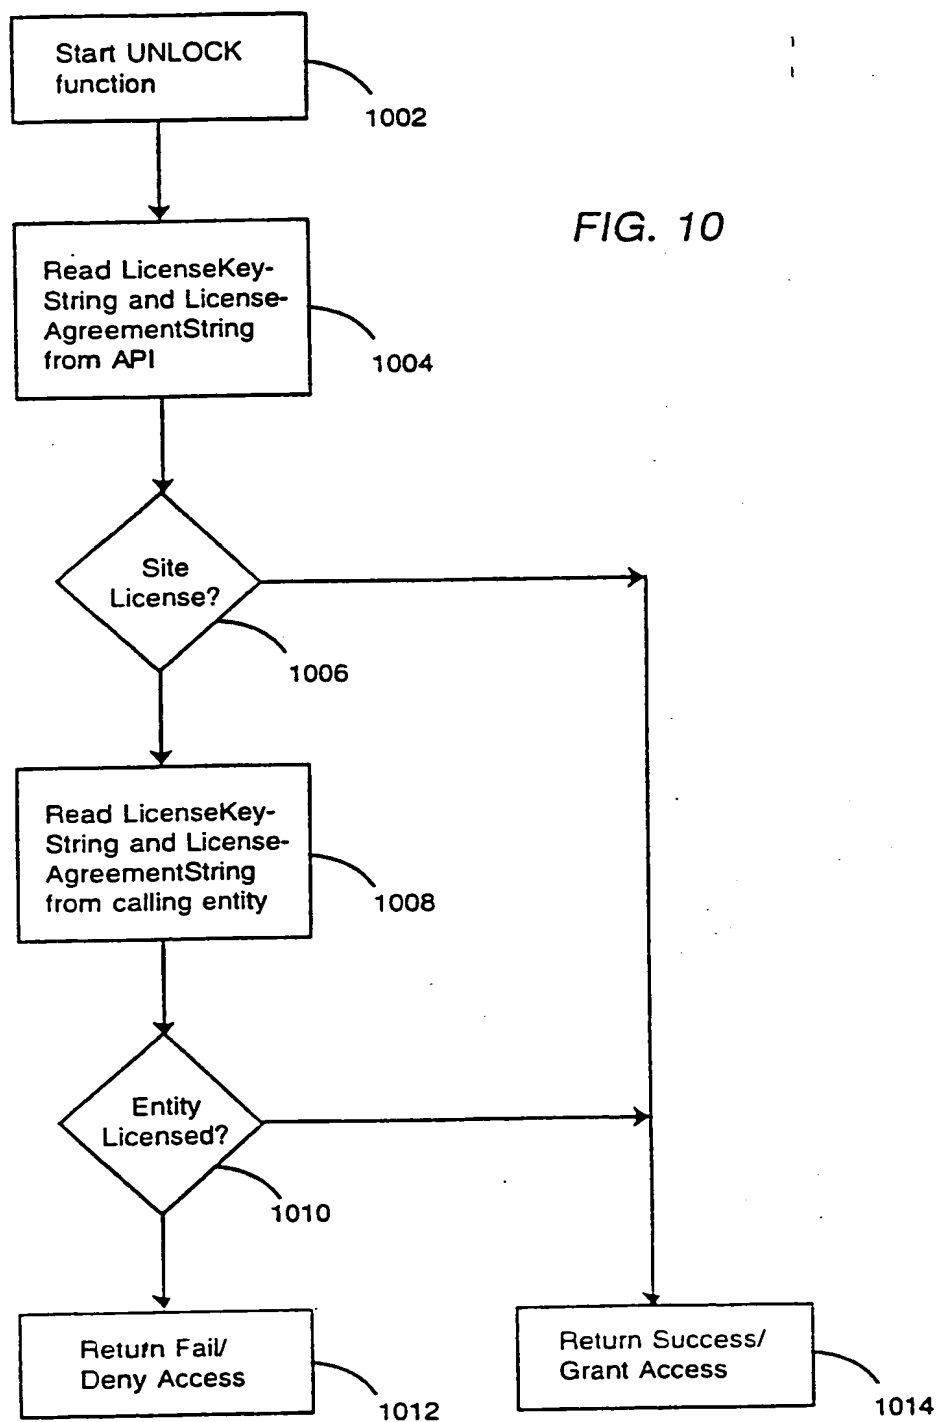 Start UNLOCK
function
1002
FIG. 10
Read LicenseKey-
String and License-
AgreementString
from API
1004
Site
License?
1006
Read LicenseKey-
String and License-
AgreementString
from calling entity
1008
Entity
Licensed?
1010
Return Fail/
Deny Access
1012
Return Success/
Grant Access
1014